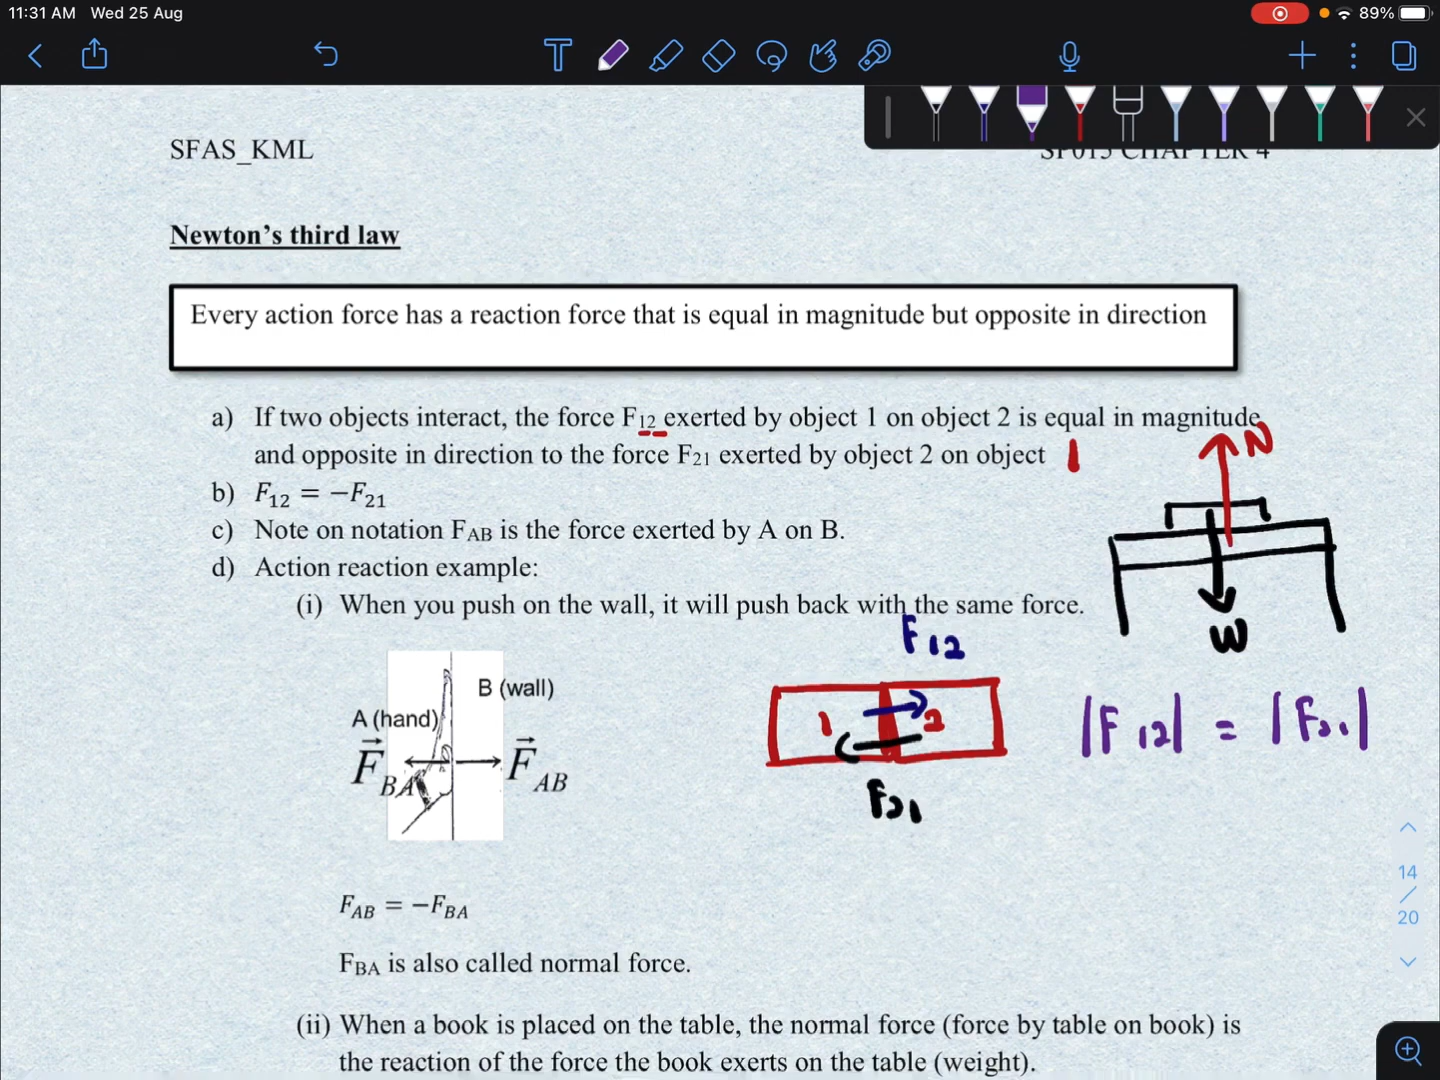 11:31 AM Wed 25 Aug
89%
SFAS_KML
SP015 CHAPTER 4
Newton's third law
Every action force has a reaction force that is equal in magnitude but opposite in direction
a) If two objects interact, the force F12 exerted by object 1 on object 2 is equal in magnitude
and opposite in direction to the force F21 exerted by object 2 on object 1
N
b) F12 = −F21
c) Note on notation FAB is the force exerted by A on B.
d) Action reaction example:
(i) When you push on the wall, it will push back with the same force.
W
F12
B (wall)
A (hand)
1 2
|F12| = |F21|
F⃗BA F⃗AB
F21
FAB = −FBA
FBA is also called normal force.
14
/
20
(ii) When a book is placed on the table, the normal force (force by table on book) is
the reaction of the force the book exerts on the table (weight).